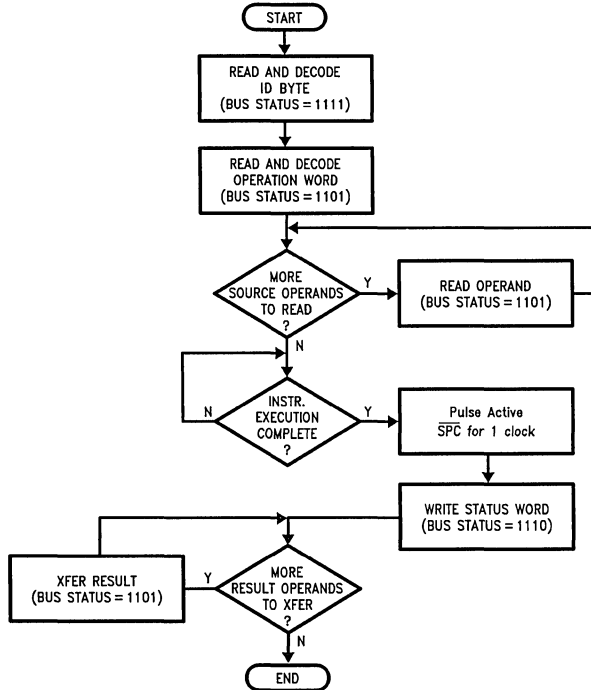 START
READ AND DECODE
ID BYTE
(BUS STATUS = 1111)
READ AND DECODE
OPERATION WORD
(BUS STATUS = 1101)
MORE
SOURCE OPERANDS
TO READ
?
Y
READ OPERAND
(BUS STATUS = 1101)
N
INSTR.
EXECUTION
COMPLETE
?
N
Y
Pulse Active
SPC for 1 clock
WRITE STATUS WORD
(BUS STATUS = 1110)
MORE
RESULT OPERANDS
TO XFER
?
Y
XFER RESULT
(BUS STATUS = 1101)
N
END